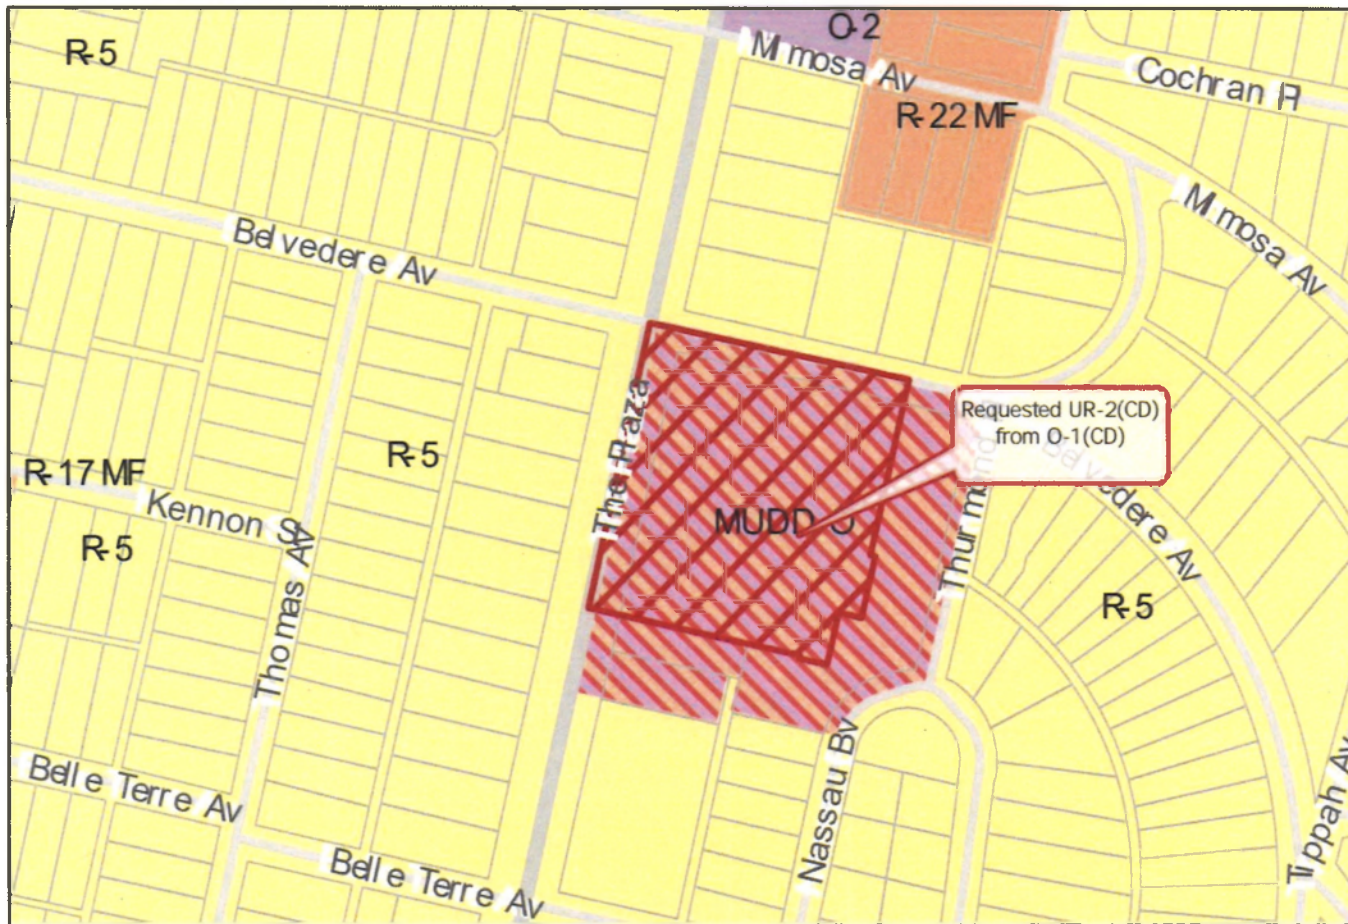 O-2
R-5
Mimosa Av
Cochran Pl
R-22 MF
Mimosa Av
Belvedere Av
The Plaza
Requested UR-2(CD)
from O-1(CD)
R-5
Belvedere Av
R-17 MF
Kennon St
MUDD-O
R-5
Thomas Av
R-5
Belle Terre Av
Nassau Bv
Tippah Av
Belle Terre Av